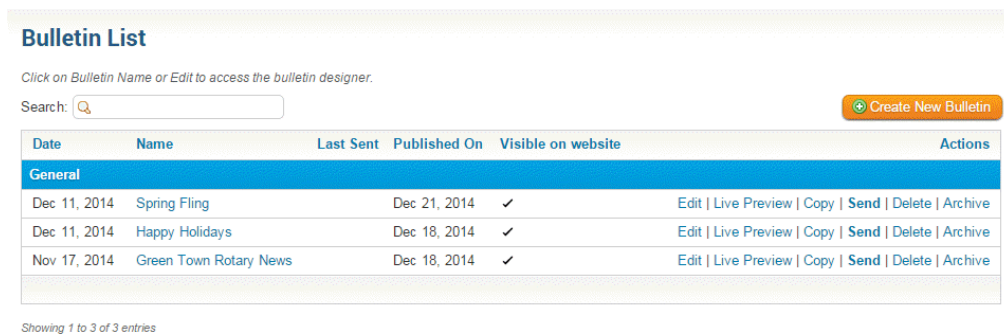 Bulletin List
Click on Bulletin Name or Edit to access the bulletin designer.
Search: Create New Bulletin
Date Name Last Sent Published On Visible on website Actions
General
Dec 11, 2014 Spring Fling Dec 21, 2014 ✓ Edit | Live Preview | Copy | Send | Delete | Archive
Dec 11, 2014 Happy Holidays Dec 18, 2014 ✓ Edit | Live Preview | Copy | Send | Delete | Archive
Nov 17, 2014 Green Town Rotary News Dec 18, 2014 ✓ Edit | Live Preview | Copy | Send | Delete | Archive
Showing 1 to 3 of 3 entries